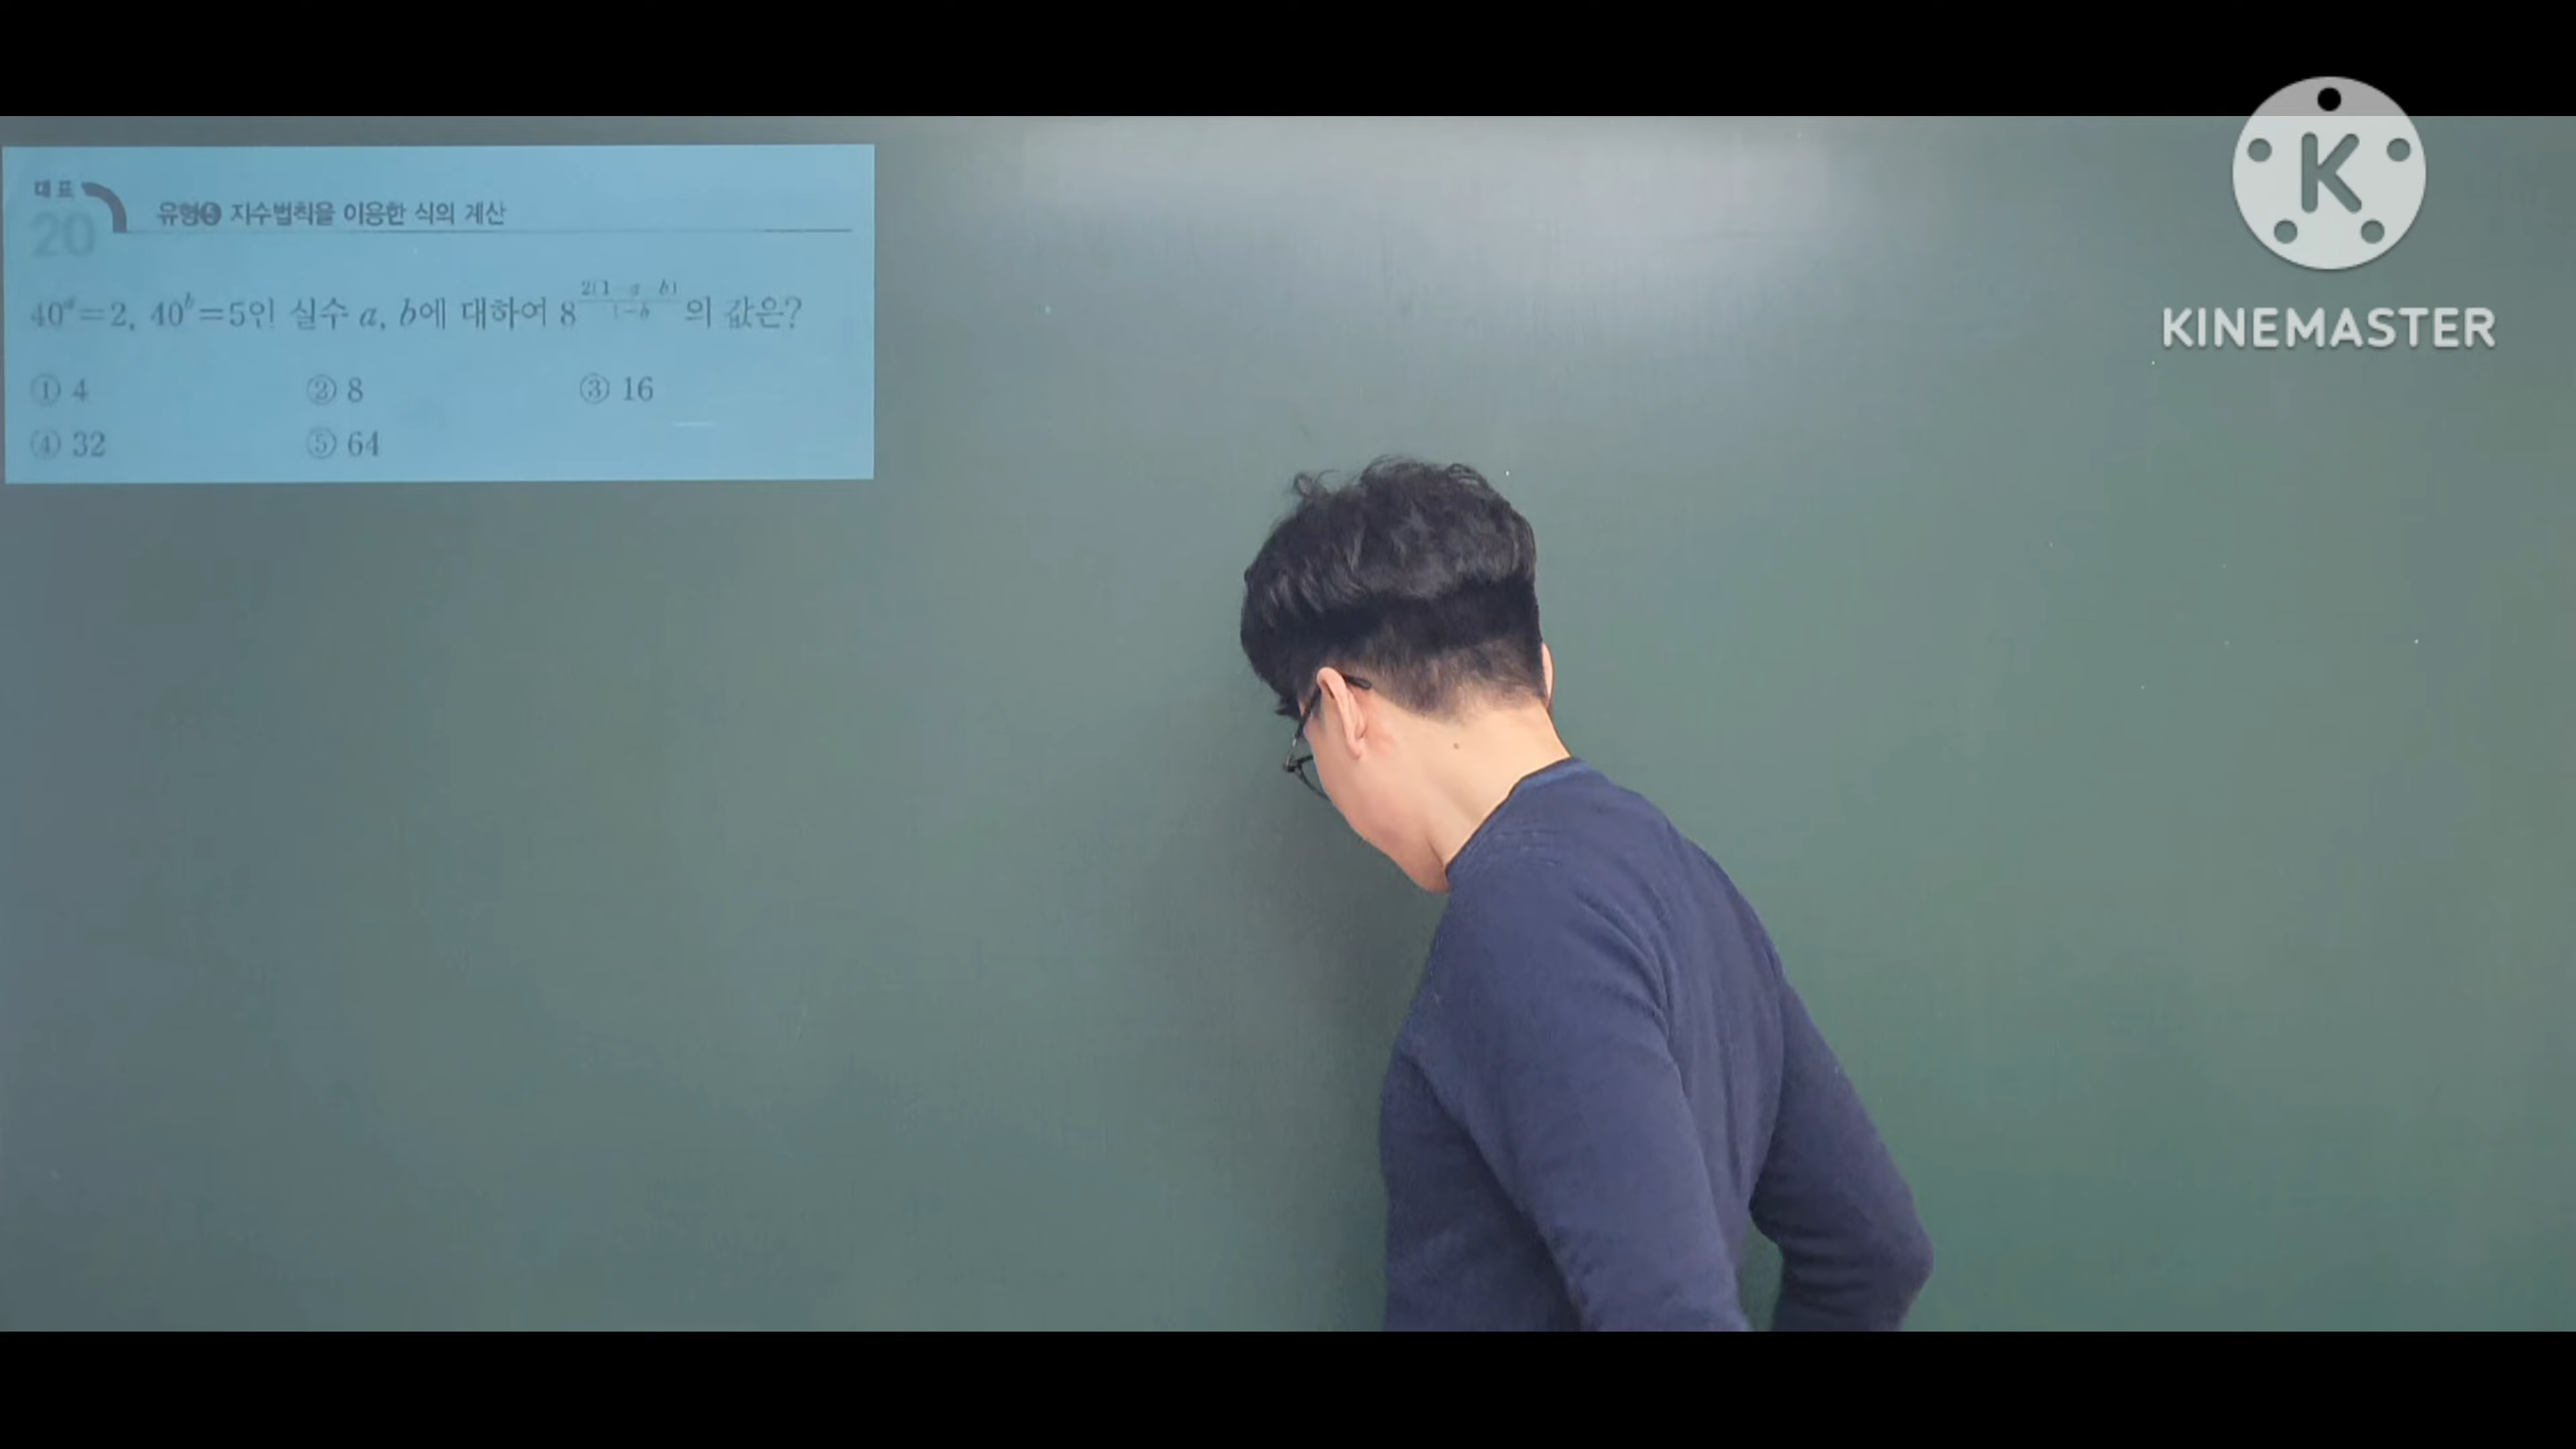 대표
20
유형 지수법칙을 이용한 식의 계산
40^a=2, 40^b=5인 실수 a, b에 대하여 8^{\frac{2(1-a-b)}{1-b}}의 값은?
① 4 ② 8 ③ 16
④ 32 ⑤ 64
K
KINEMASTER